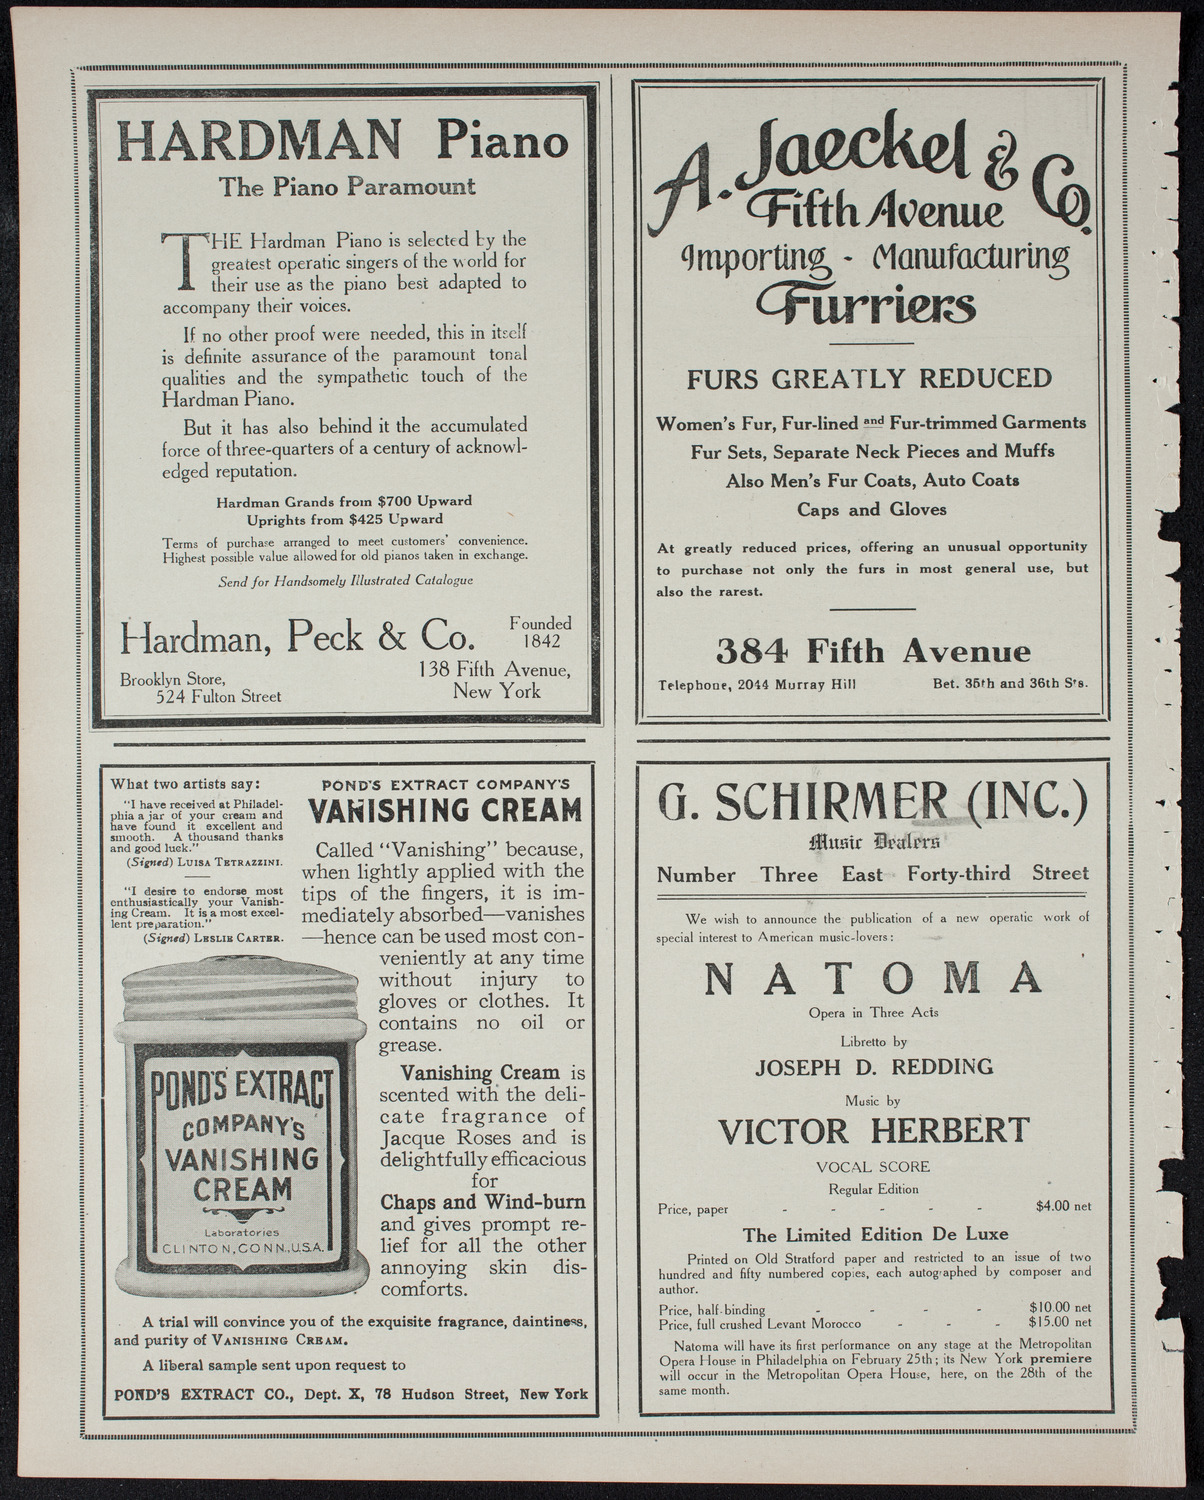 HARDMAN Piano
The Piano Paramount
THE Hardman Piano is selected by the
greatest operatic singers of the world for
their use as the piano best adapted to
accompany their voices.
If no other proof were needed, this in itself
is definite assurance of the paramount tonal
qualities and the sympathetic touch of the
Hardman Piano.
But it has also behind it the accumulated
force of three-quarters of a century of acknowl-
edged reputation.
Hardman Grands from $700 Upward
Uprights from $425 Upward
Terms of purchase arranged to meet customers' convenience.
Highest possible value allowed for old pianos taken in exchange.
Send for Handsomely Illustrated Catalogue
Hardman, Peck & Co.
Founded
1842
Brooklyn Store,
524 Fulton Street
138 Fifth Avenue,
New York
A. Jaeckel & Co.
Fifth Avenue
Importing - Manufacturing
Furriers
FURS GREATLY REDUCED
Women's Fur, Fur-lined and Fur-trimmed Garments
Fur Sets, Separate Neck Pieces and Muffs
Also Men's Fur Coats, Auto Coats
Caps and Gloves
At greatly reduced prices, offering an unusual opportunity
to purchase not only the furs in most general use, but
also the rarest.
384 Fifth Avenue
Telephone, 2044 Murray Hill Bet. 35th and 36th Sts.
What two artists say:
"I have received at Philadel-
phia a jar of your cream and
have found it excellent and
smooth. A thousand thanks
and good luck."
(Signed) LUISA TETRAZZINI.
"I desire to endorse most
enthusiastically your Vanish-
ing Cream. It is a most excel-
lent preparation."
(Signed) LESLIE CARTER.
POND'S EXTRACT COMPANY'S
VANISHING CREAM
Called "Vanishing" because,
when lightly applied with the
tips of the fingers, it is im-
mediately absorbed—vanishes
—hence can be used most con-
veniently at any time
without injury to
gloves or clothes. It
contains no oil or
grease.
Vanishing Cream is
scented with the deli-
cate fragrance of
Jacque Roses and is
delightfully efficacious
for
Chaps and Wind-burn
and gives prompt re-
lief for all the other
annoying skin dis-
comforts.
POND'S EXTRACT
COMPANY'S
VANISHING
CREAM
Laboratories
CLINTON, CONN., U.S.A.
A trial will convince you of the exquisite fragrance, daintiness,
and purity of VANISHING CREAM.
A liberal sample sent upon request to
POND'S EXTRACT CO., Dept. X, 78 Hudson Street, New York
G. SCHIRMER (INC.)
Music Dealers
Number Three East Forty-third Street
We wish to announce the publication of a new operatic work of
special interest to American music-lovers:
NATOMA
Opera in Three Acts
Libretto by
JOSEPH D. REDDING
Music by
VICTOR HERBERT
VOCAL SCORE
Regular Edition
Price, paper - - - - - $4.00 net
The Limited Edition De Luxe
Printed on Old Stratford paper and restricted to an issue of two
hundred and fifty numbered copies, each autographed by composer and
author.
Price, half-binding - - - - $10.00 net
Price, full crushed Levant Morocco - - - $15.00 net
Natoma will have its first performance on any stage at the Metropolitan
Opera House in Philadelphia on February 25th; its New York premiere
will occur in the Metropolitan Opera House, here, on the 28th of the
same month.